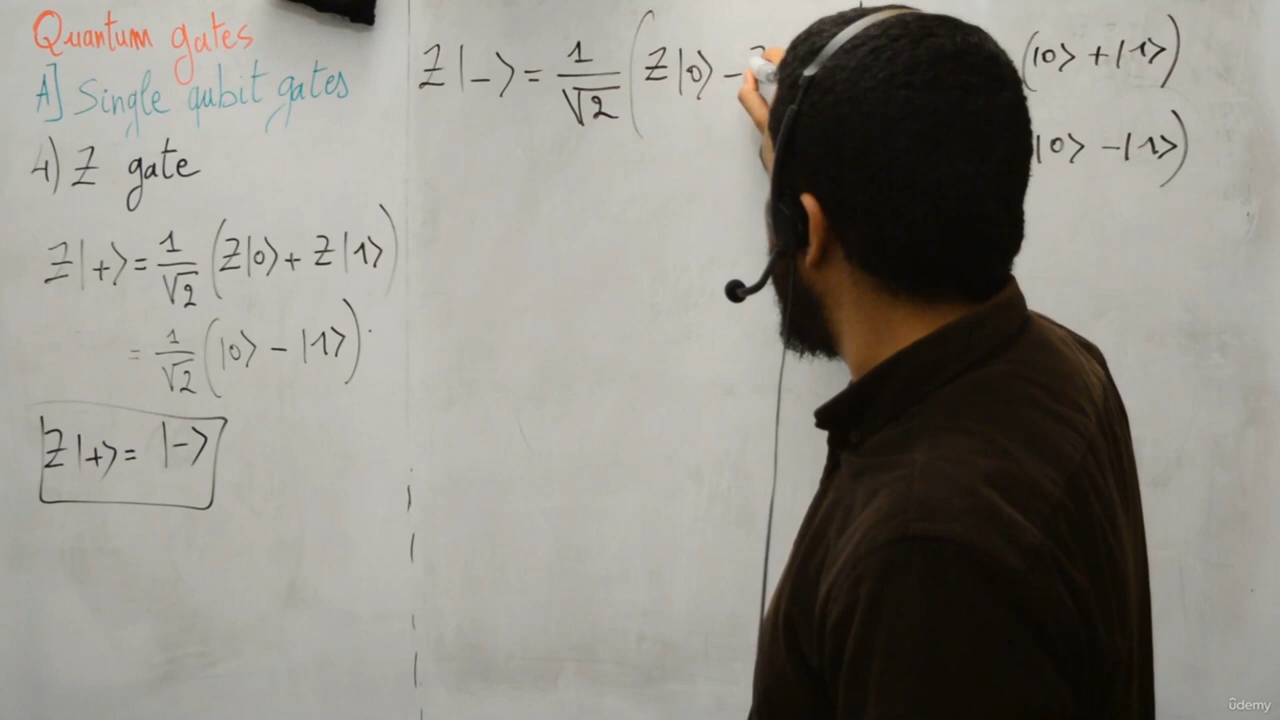 Quantum gates
A] Single qubit gates
4) Z gate
Z|+> = 1/√2 (Z|0> + Z|1>)
= 1/√2 (|0> - |1>)
Z|+> = |->
Z|-> = 1/√2 (Z|0> -
(|0> + |1>)
|0> - |1>)
ûdemy